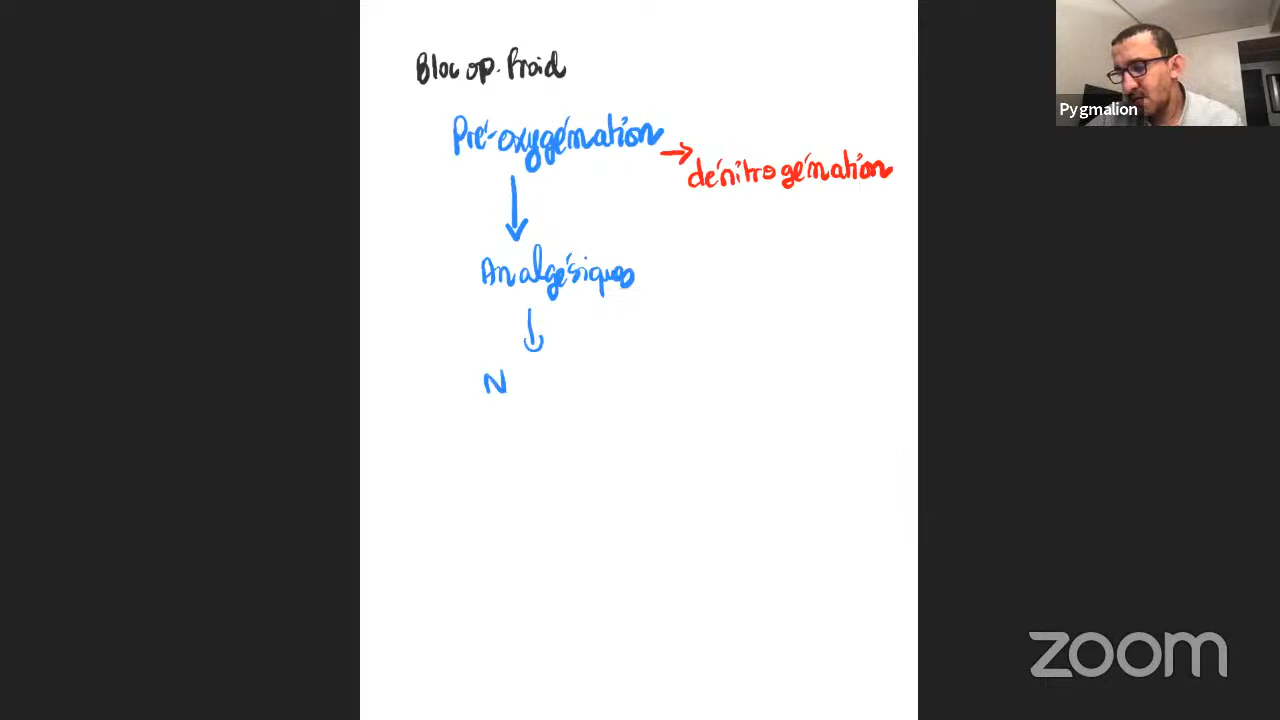 Bloc op. froid
Pré-oxygénation
→ dénitrogénation
Analgésiques
N
Pygmalion
zoom